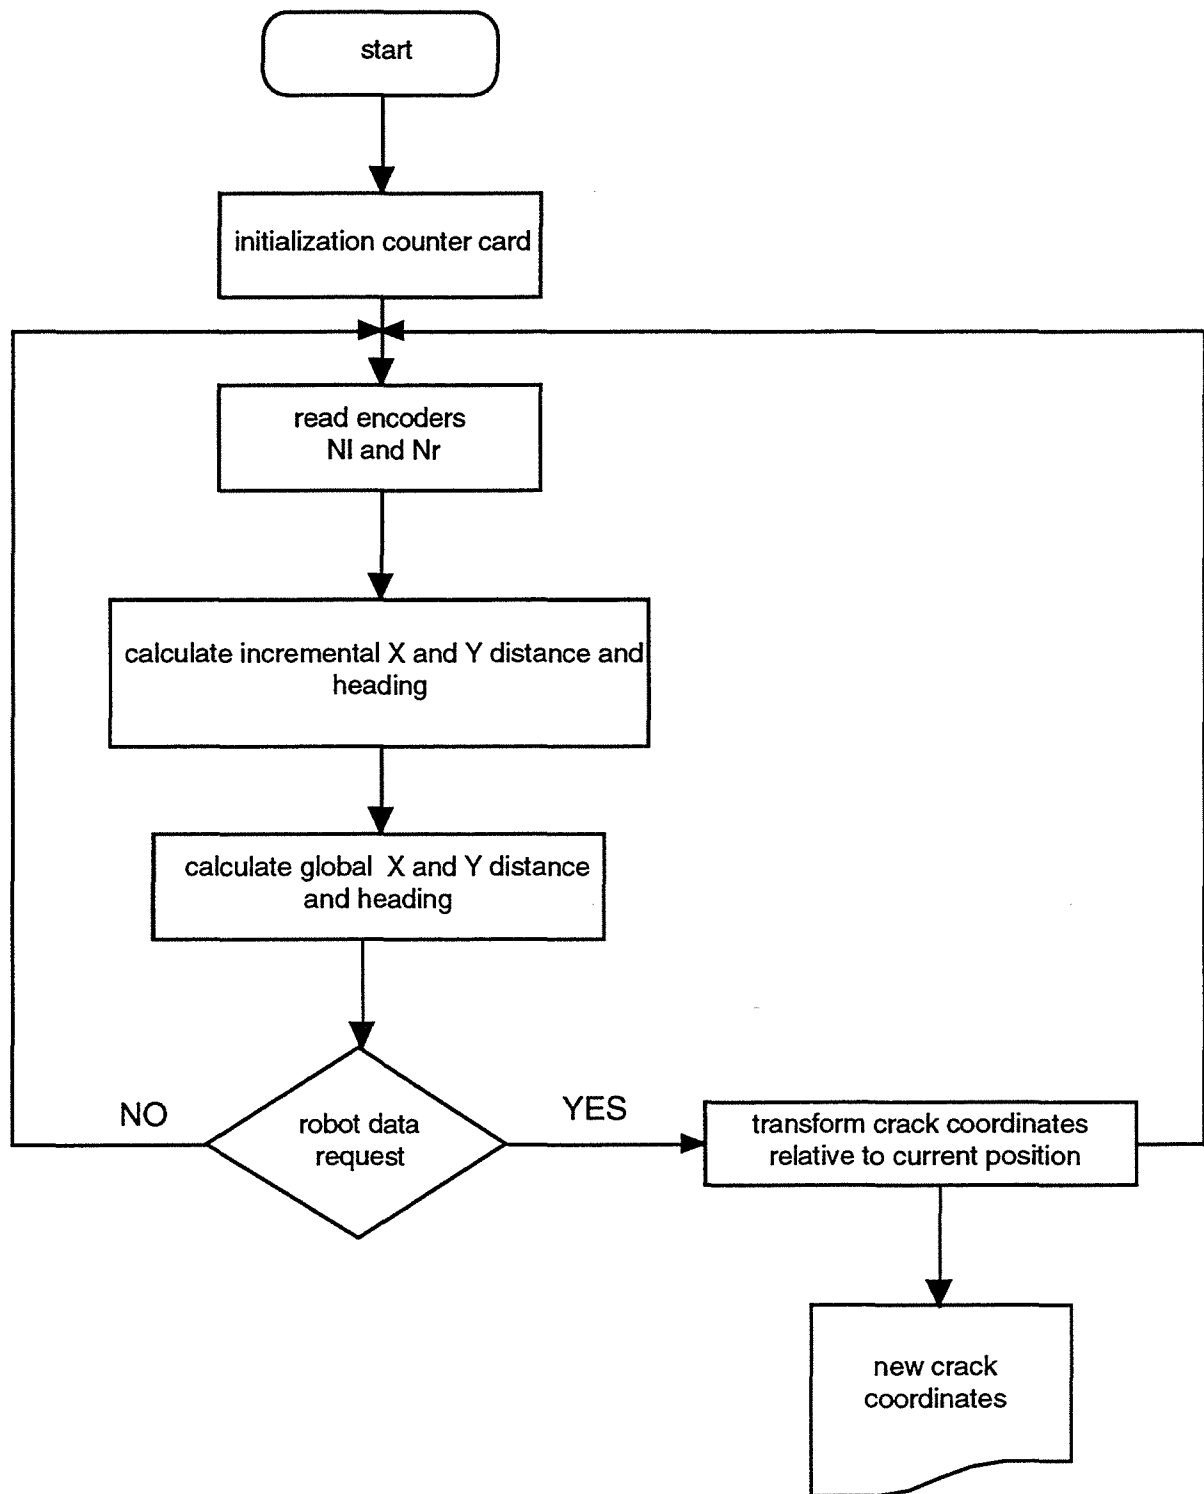 start
initialization counter card
read encoders
Nl and Nr
calculate incremental X and Y distance and
heading
calculate global X and Y distance
and heading
NO
robot data
request
YES
transform crack coordinates
relative to current position
new crack
coordinates